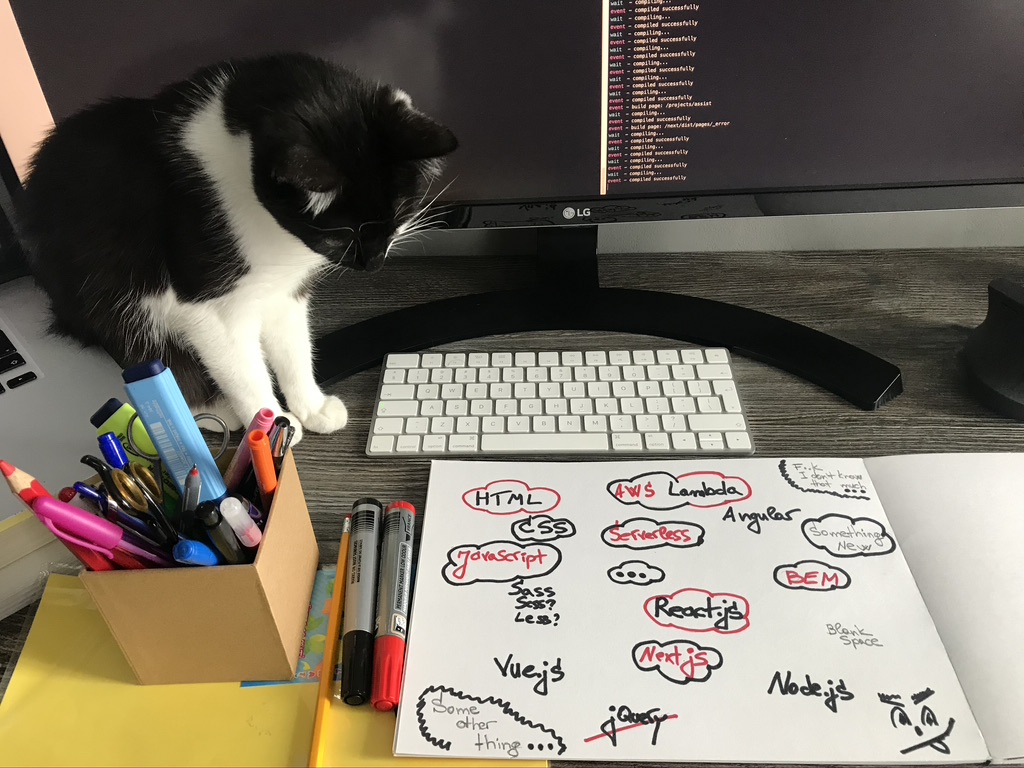 wait - compiling...
event - compiled successfully
wait - compiling...
event - compiled successfully
wait - compiling...
event - compiled successfully
wait - compiling...
event - compiled successfully
wait - compiling...
event - compiled successfully
wait - compiling...
event - compiled successfully
wait - compiling...
event - compiled successfully
event - build page: /projects/assist
wait - compiling...
event - compiled successfully
event - build page: /next/dist/pages/_error
wait - compiling...
event - compiled successfully
wait - compiling...
event - compiled successfully
wait - compiling...
event - compiled successfully
wait - compiling...
event - compiled successfully
LG
F..k
I don't know
that much ...
HTML
AWS Lambda
Angular
CSS
Serverless
Something
New
Javascript
...
BEM
Sass
Scss?
Less?
React.js
Blank
Space
Next.js
Vue.js
Node.js
Some
other
thing ...
jQuery